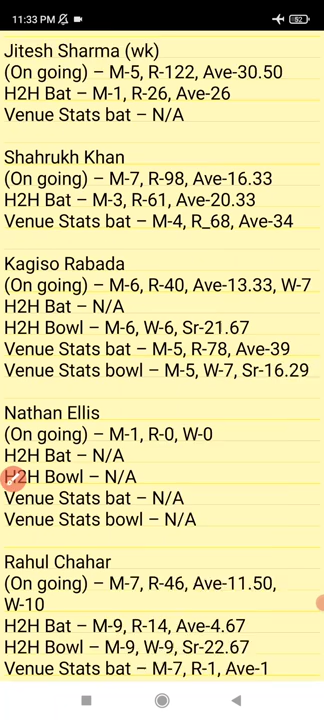 11:33 PM
52
Jitesh Sharma (wk)
(On going) – M-5, R-122, Ave-30.50
H2H Bat – M-1, R-26, Ave-26
Venue Stats bat – N/A
Shahrukh Khan
(On going) – M-7, R-98, Ave-16.33
H2H Bat – M-3, R-61, Ave-20.33
Venue Stats bat – M-4, R_68, Ave-34
Kagiso Rabada
(On going) – M-6, R-40, Ave-13.33, W-7
H2H Bat – N/A
H2H Bowl – M-6, W-6, Sr-21.67
Venue Stats bat – M-5, R-78, Ave-39
Venue Stats bowl – M-5, W-7, Sr-16.29
Nathan Ellis
(On going) – M-1, R-0, W-0
H2H Bat – N/A
H2H Bowl – N/A
Venue Stats bat – N/A
Venue Stats bowl – N/A
Rahul Chahar
(On going) – M-7, R-46, Ave-11.50,
W-10
H2H Bat – M-9, R-14, Ave-4.67
H2H Bowl – M-9, W-9, Sr-22.67
Venue Stats bat – M-7, R-1, Ave-1